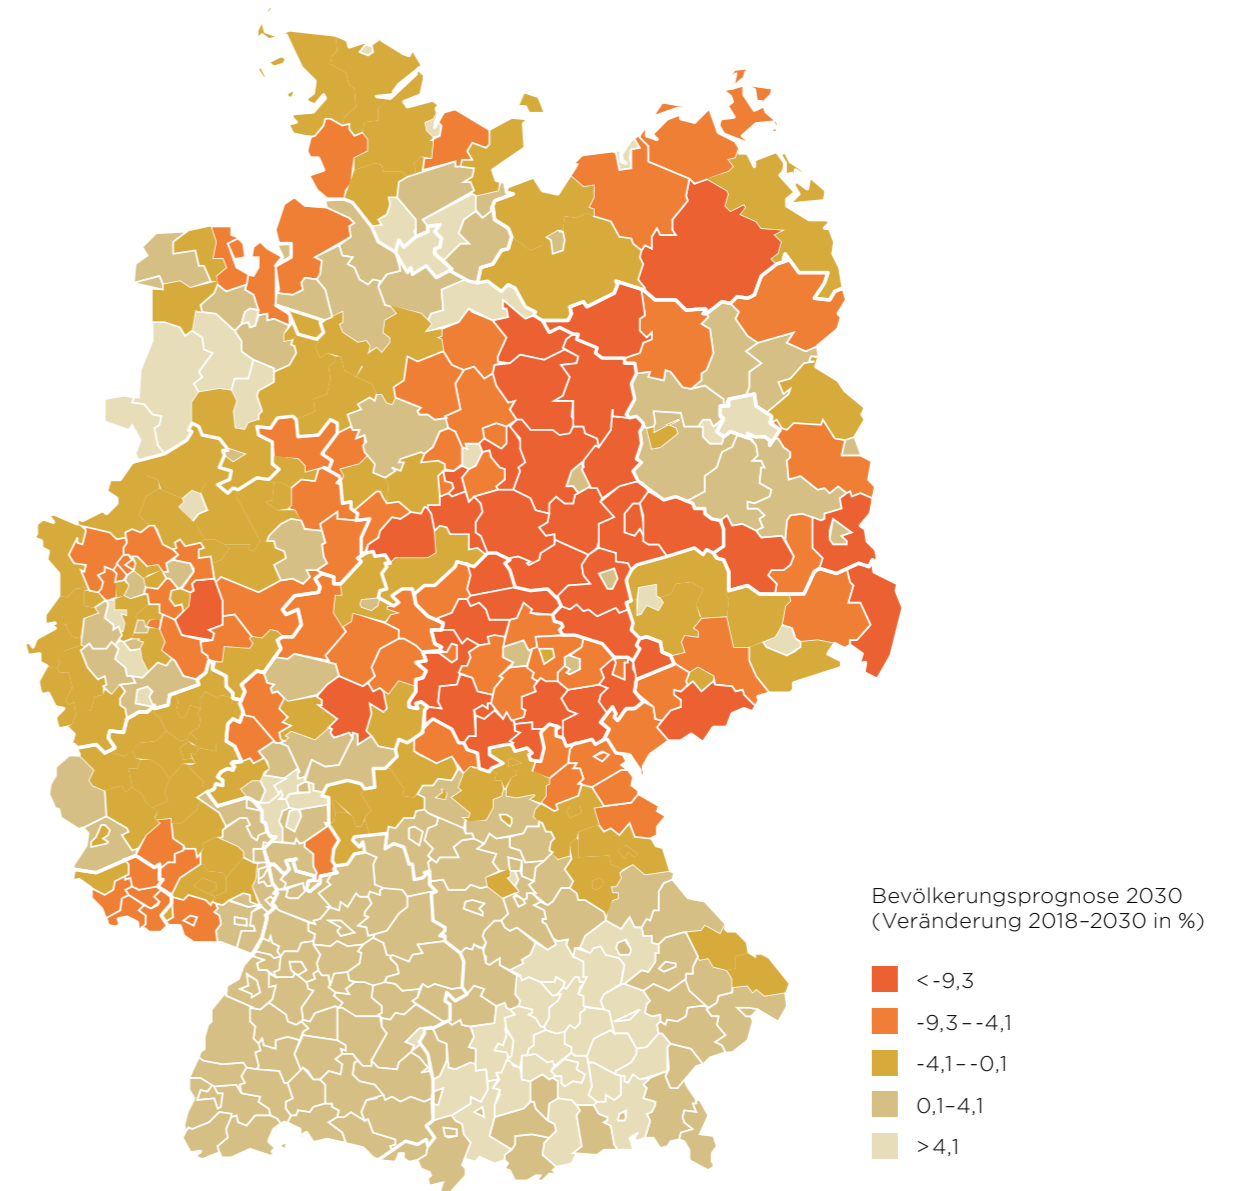 Bevölkerungsprognose 2030
(Veränderung 2018–2030 in %)
< -9,3
-9,3 – -4,1
-4,1 – -0,1
0,1–4,1
> 4,1